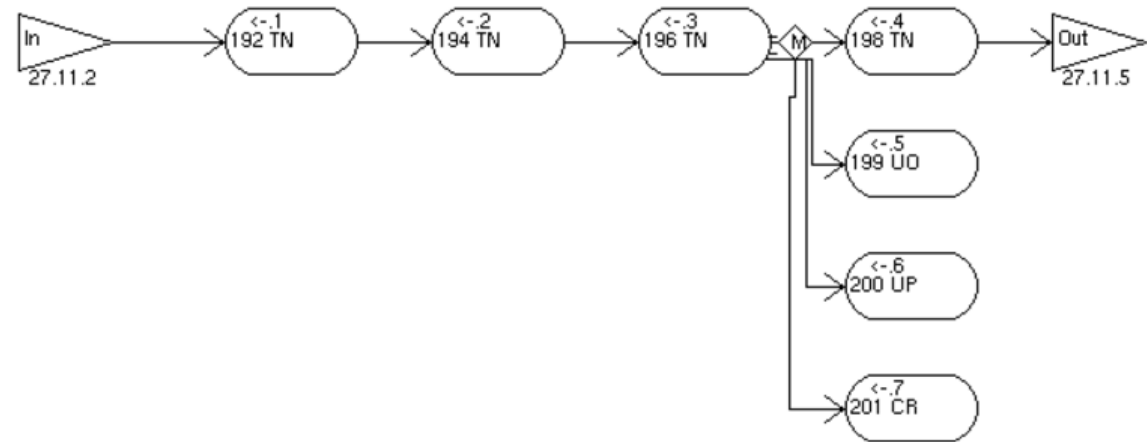 In
27.11.2
<-.1
192 TN
<-.2
194 TN
<-.3
196 TN
M
<-.4
198 TN
Out
27.11.5
<-.5
199 UO
<-.6
200 UP
<-.7
201 CR